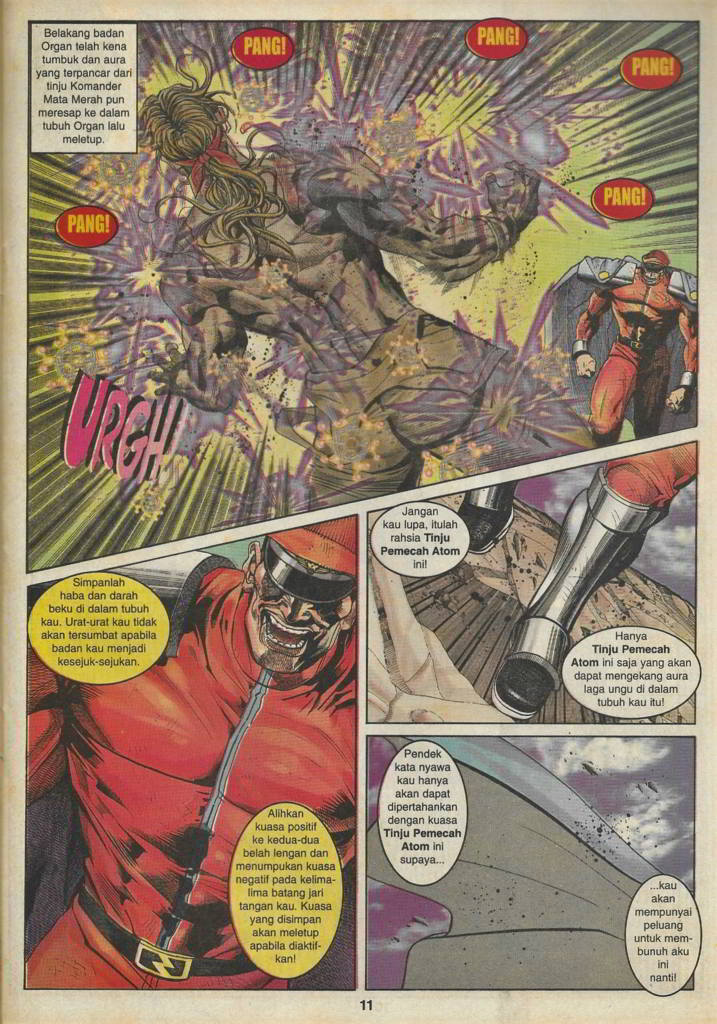 Belakang badan
Organ telah kena
tumbuk dan aura
yang terpancar dari
tinju Komander
Mata Merah pun
meresap ke dalam
tubuh Organ lalu
meletup.
PANG!
PANG!
PANG!
PANG!
PANG!
URGH!
Simpanlah
haba dan darah
beku di dalam tubuh
kau. Urat-urat kau tidak
akan tersumbat apabila
badan kau menjadi
kesejuk-sejukan.
Alihkan
kuasa positif
ke kedua-dua
belah lengan dan
menumpukan kuasa
negatif pada kelima-
lima batang jari
tangan kau. Kuasa
yang disimpan
akan meletup
apabila diaktif-
kan!
Jangan
kau lupa, itulah
rahsia Tinju
Pemecah Atom
ini!
Hanya
Tinju Pemecah
Atom ini saja yang akan
dapat mengekang aura
laga ungu di dalam
tubuh kau itu!
Pendek
kata nyawa
kau hanya
akan dapat
dipertahankan
dengan kuasa
Tinju Pemecah
Atom ini
supaya...
...kau
akan
mempunyai
peluang
untuk mem-
bunuh aku
ini
nanti!
11